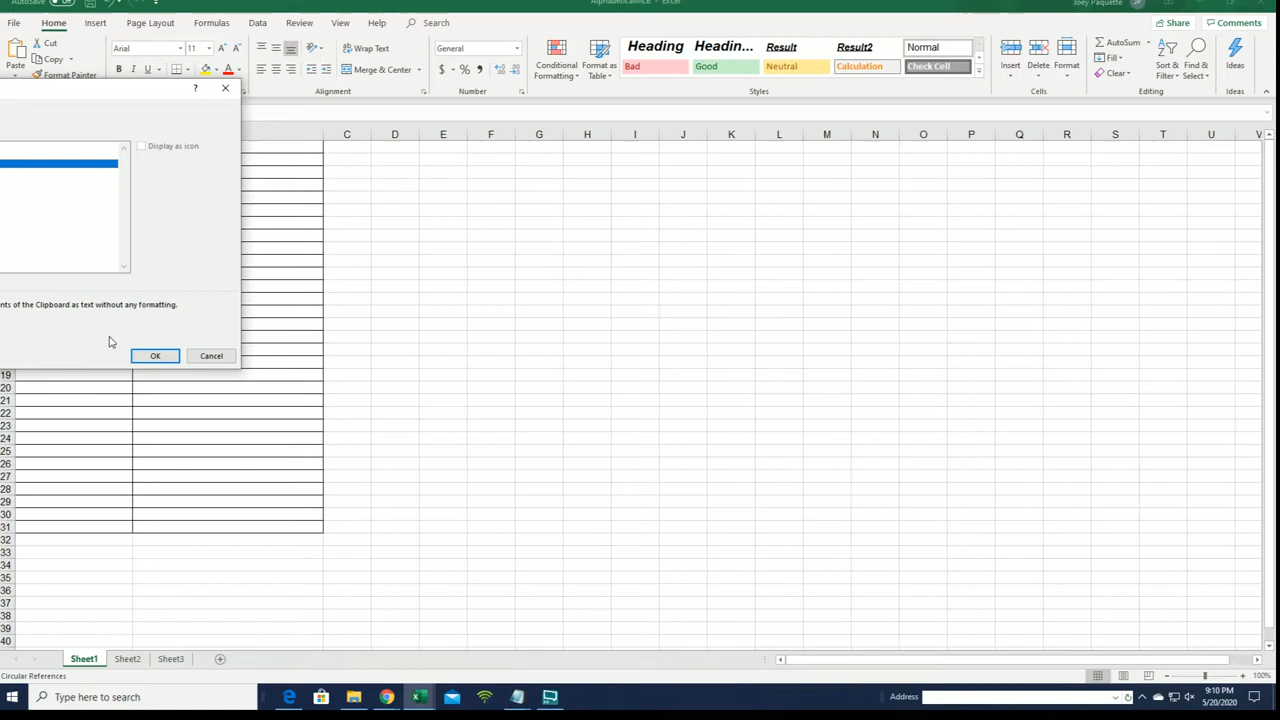 AutoSave
Alphabeticalmlb - Excel
Joey Paquette
JP
File Home Insert Page Layout Formulas Data Review View Help Search
Share Comments
Paste
Cut
Copy
Format Painter
Arial 11 A A
B I U A
Wrap Text
Merge & Center
Alignment
General
$ % ,
Number
Conditional Formatting
Format as Table
Heading Headin... Result Result2 Normal
Bad Good Neutral Calculation Check Cell
Styles
Insert Delete Format
Cells
AutoSum
Fill
Clear
Sort & Filter
Find & Select
Editing
Ideas
? ×
C D E F G H I J K L M N O P Q R S T U V
Display as icon
nts of the Clipboard as text without any formatting.
OK Cancel
19
20
21
22
23
24
25
26
27
28
29
30
31
32
33
34
35
36
37
38
39
40
Sheet1 Sheet2 Sheet3
Circular References
100%
Type here to search
Address
9:10 PM
5/20/2020